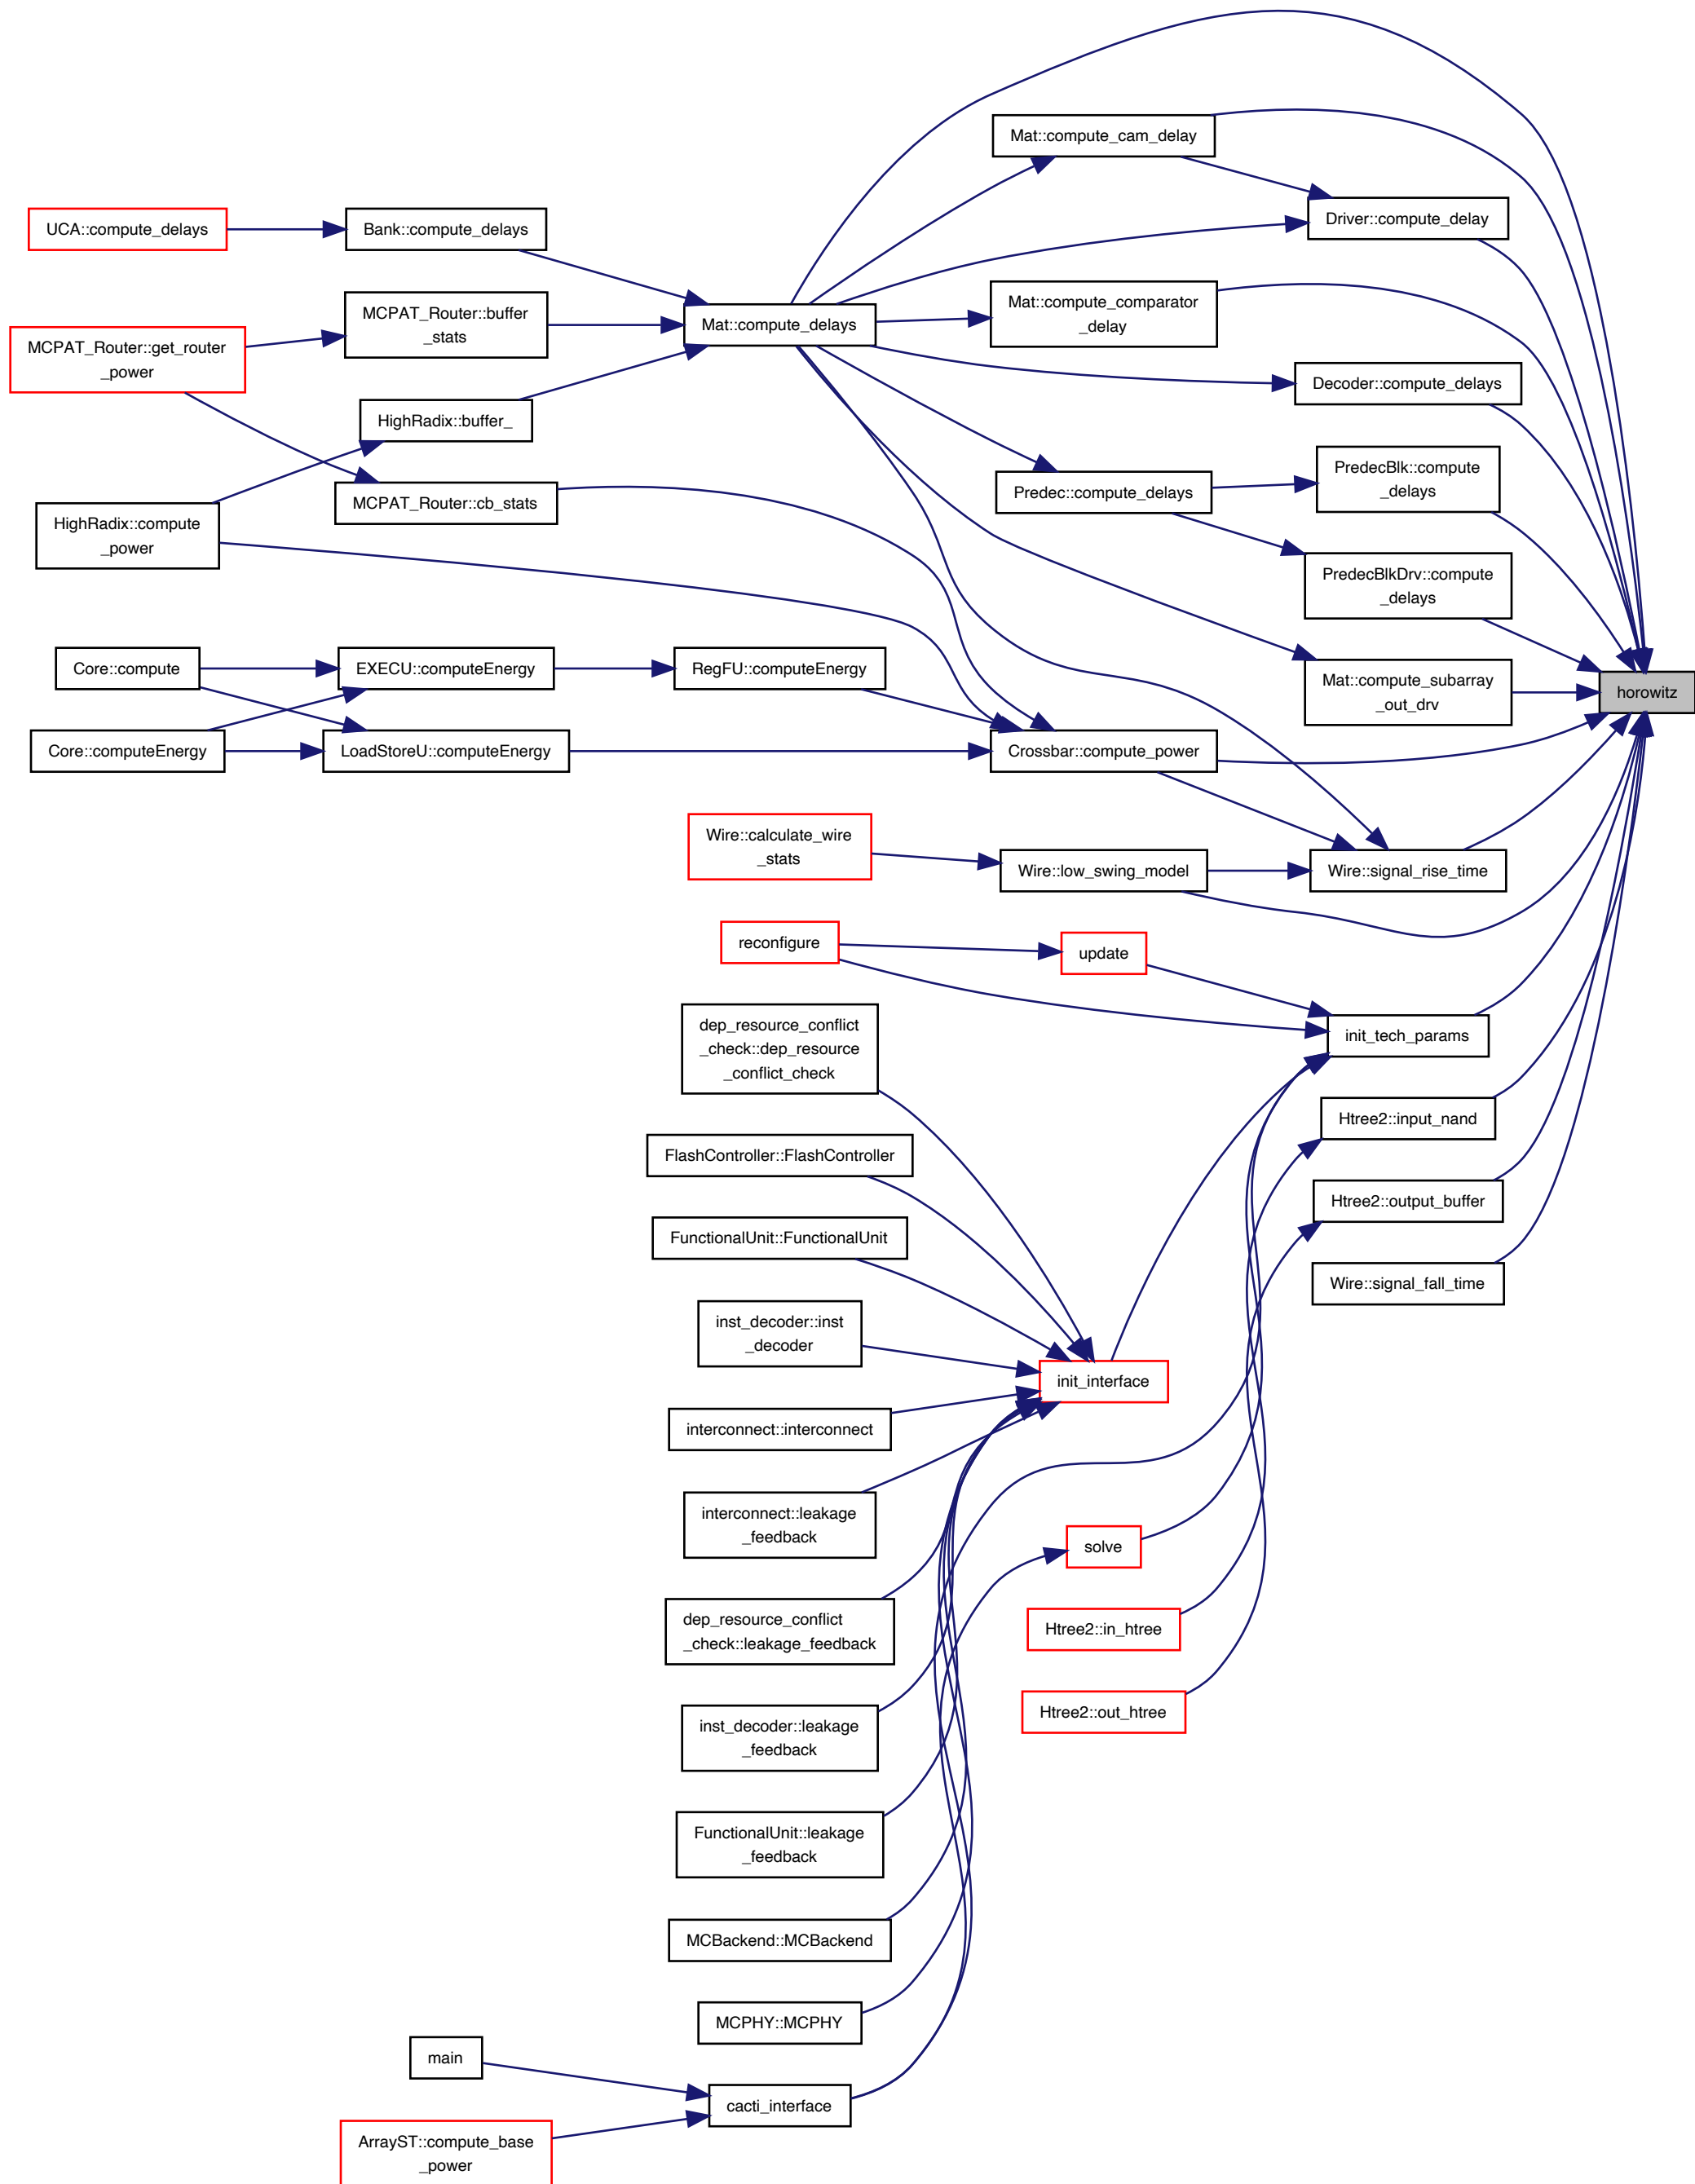 Mat::compute_cam_delay
Driver::compute_delay
UCA::compute_delays
Bank::compute_delays
Mat::compute_comparator
_delay
MCPAT_Router::buffer
_stats
Mat::compute_delays
MCPAT_Router::get_router
_power
Decoder::compute_delays
HighRadix::buffer_
PredecBlk::compute
_delays
Predec::compute_delays
MCPAT_Router::cb_stats
HighRadix::compute
_power
PredecBlkDrv::compute
_delays
Core::compute
EXECU::computeEnergy
RegFU::computeEnergy
Mat::compute_subarray
_out_drv
horowitz
Core::computeEnergy
LoadStoreU::computeEnergy
Crossbar::compute_power
Wire::calculate_wire
_stats
Wire::low_swing_model
Wire::signal_rise_time
reconfigure
update
dep_resource_conflict
_check::dep_resource
_conflict_check
init_tech_params
Htree2::input_nand
FlashController::FlashController
Htree2::output_buffer
FunctionalUnit::FunctionalUnit
Wire::signal_fall_time
inst_decoder::inst
_decoder
init_interface
interconnect::interconnect
interconnect::leakage
_feedback
solve
dep_resource_conflict
_check::leakage_feedback
Htree2::in_htree
Htree2::out_htree
inst_decoder::leakage
_feedback
FunctionalUnit::leakage
_feedback
MCBackend::MCBackend
MCPHY::MCPHY
main
cacti_interface
ArrayST::compute_base
_power